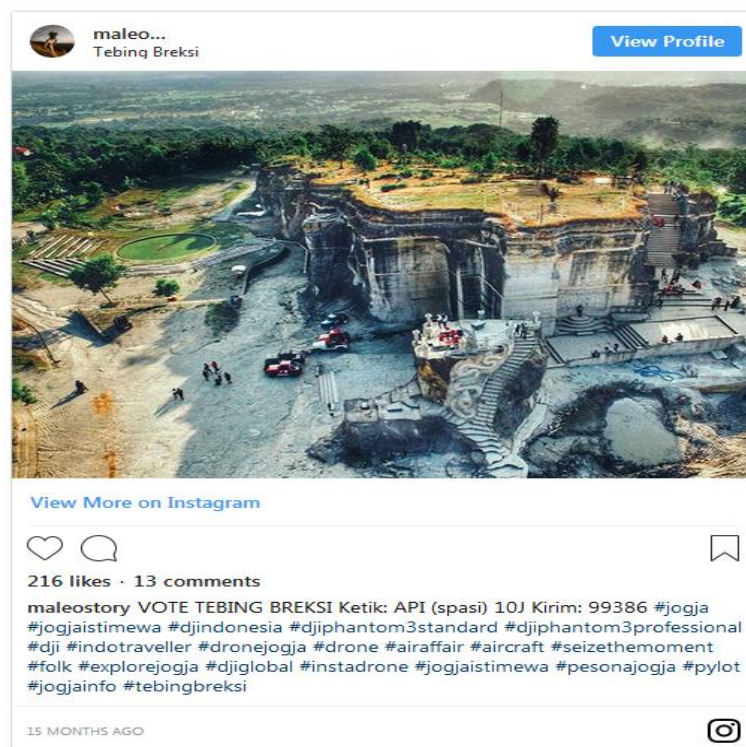 maleo...
Tebing Breksi
View Profile
View More on Instagram
216 likes · 13 comments
maleostory VOTE TEBING BREKSI Ketik: API (spasi) 10J Kirim: 99386 #jogja
#jogjaistimewa #djindonesia #djiphantom3standard #djiphantom3professional
#dji #indotraveller #dronejogja #drone #airaffair #aircraft #seizethemoment
#folk #explorejogja #djiglobal #instadrone #jogjaistimewa #pesonajogja #pylot
#jogjainfo #tebingbreksi
15 MONTHS AGO